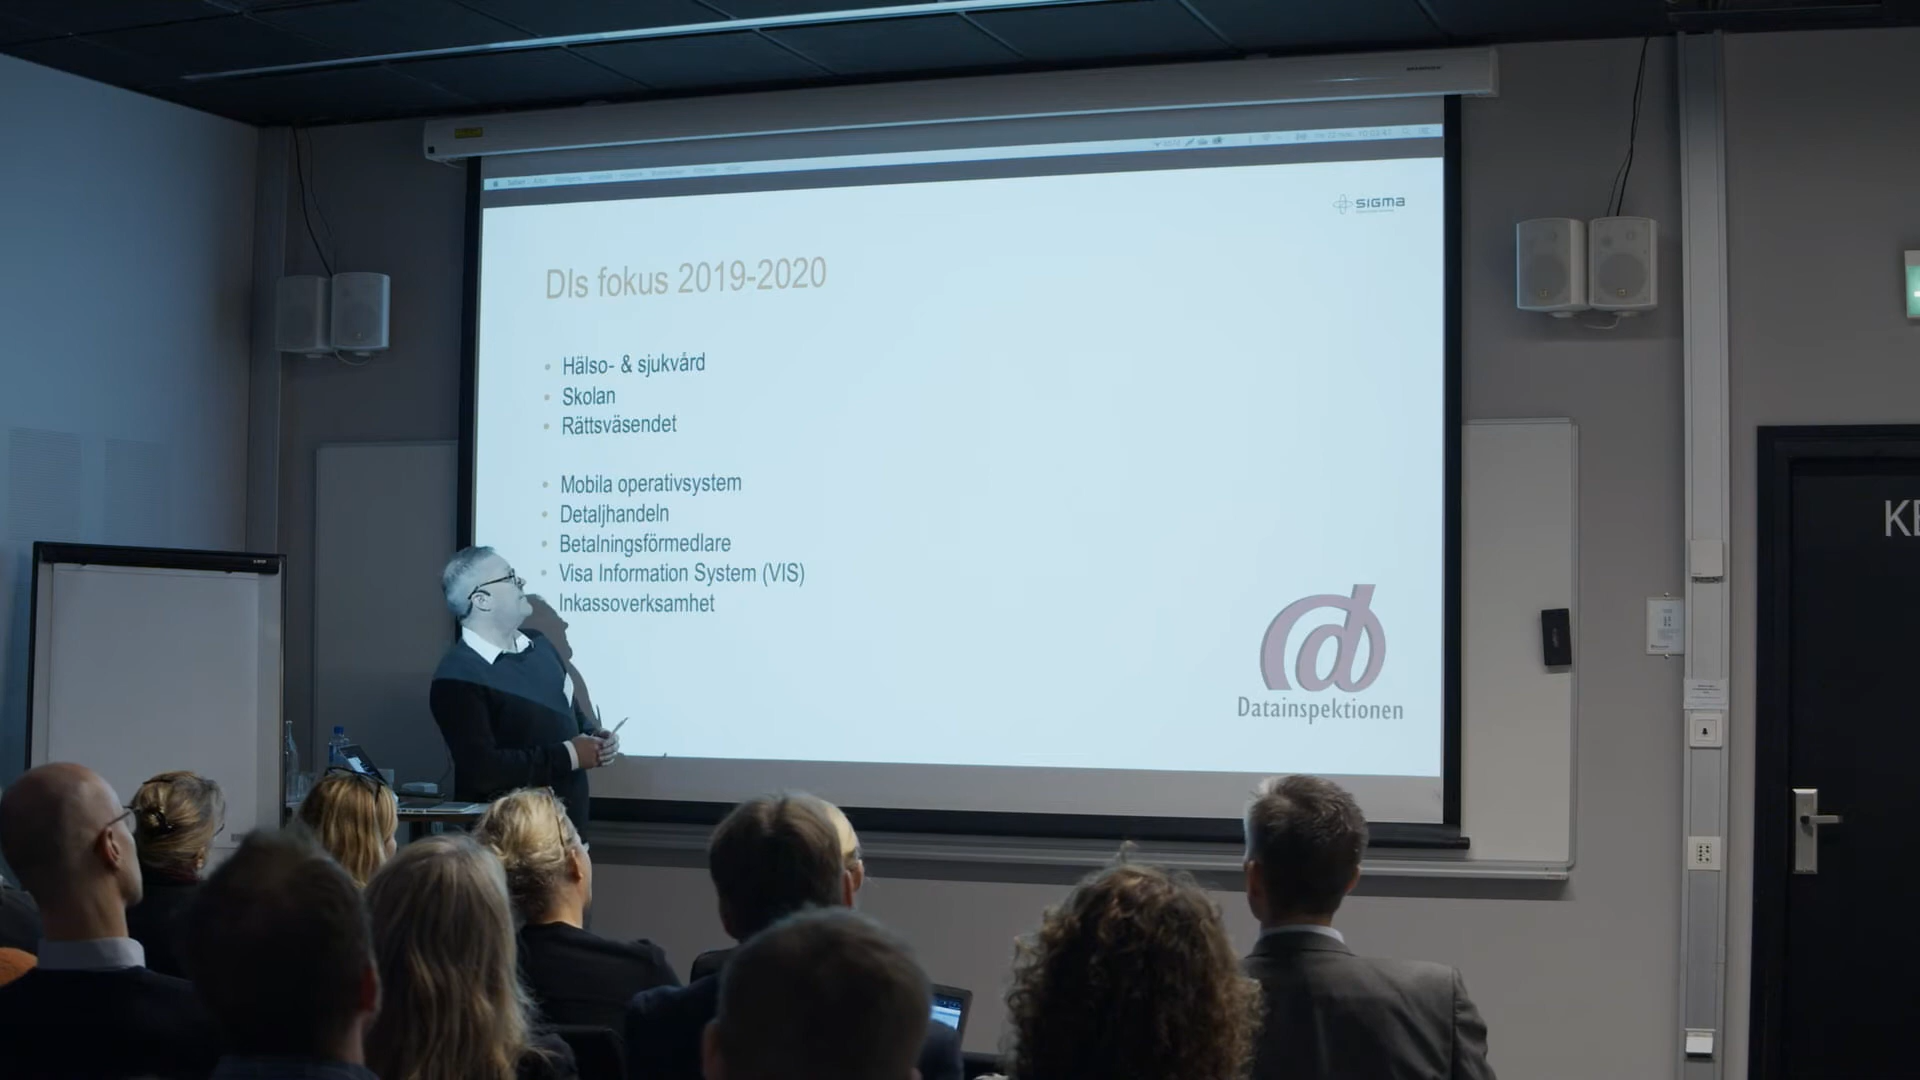 SIGMA
DIs fokus 2019-2020
• Hälso- & sjukvård
• Skolan
• Rättsväsendet
• Mobila operativsystem
• Detaljhandeln
• Betalningsförmedlare
• Visa Information System (VIS)
Inkassoverksamhet
Datainspektionen